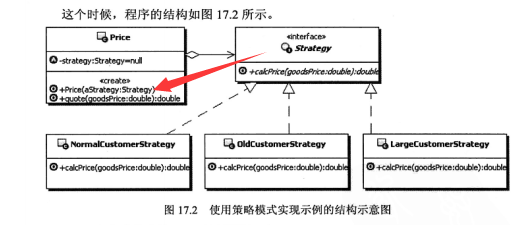 这个时候，程序的结构如图 17.2 所示。
Price
-strategy:Strategy=null
«create»
+Price(aStrategy:Strategy)
+quote(goodsPrice:double):double
«interface»
Strategy
+calcPrice(goodsPrice:double):double
NormalCustomerStrategy
+calcPrice(goodsPrice:double):double
OldCustomerStrategy
+calcPrice(goodsPrice:double):double
LargeCustomerStrategy
+calcPrice(goodsPrice:double):double
图 17.2 使用策略模式实现示例的结构示意图